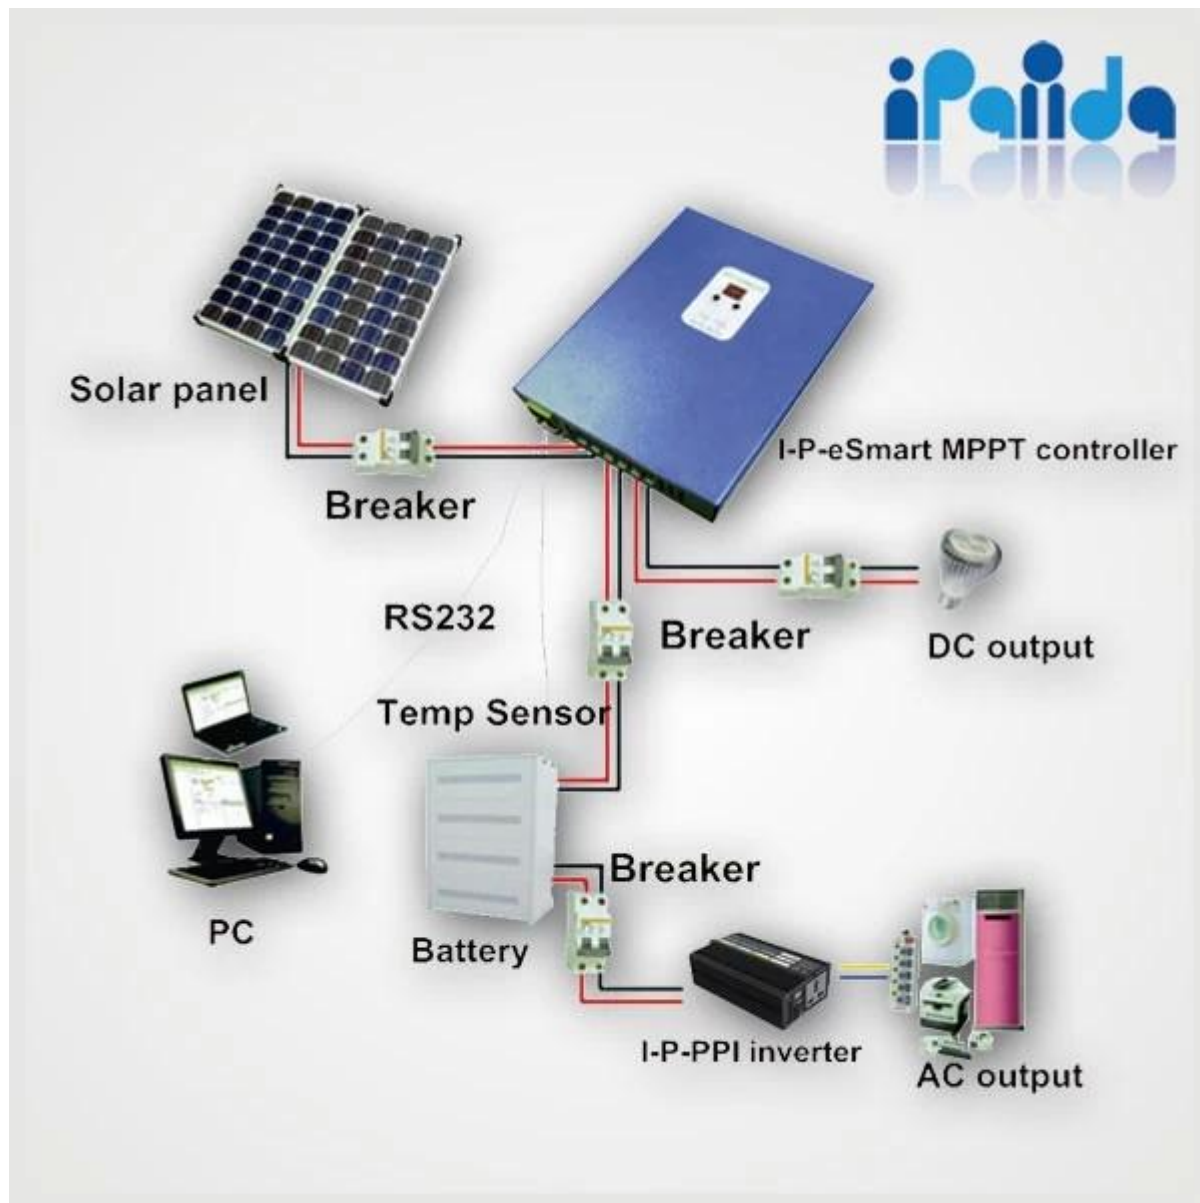 iPaiida
Solar panel
I-P-eSmart MPPT controller
Breaker
RS232
Breaker
DC output
Temp Sensor
Breaker
PC
Battery
I-P-PPI inverter
AC output